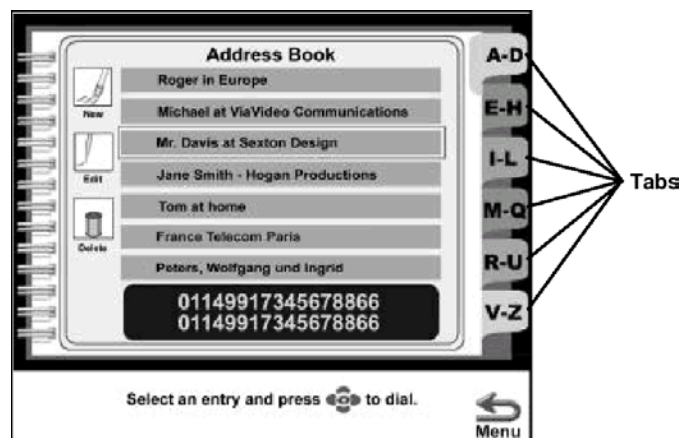 Address Book
New
Edit
Delete
Roger in Europe
Michael at ViaVideo Communications
Mr. Davis at Sexton Design
Jane Smith - Hogan Productions
Tom at home
France Telecom Paris
Peters, Wolfgang und Ingrid
01149917345678866
01149917345678866
A-D
E-H
I-L
M-Q
R-U
V-Z
Tabs
Select an entry and press to dial.
Menu